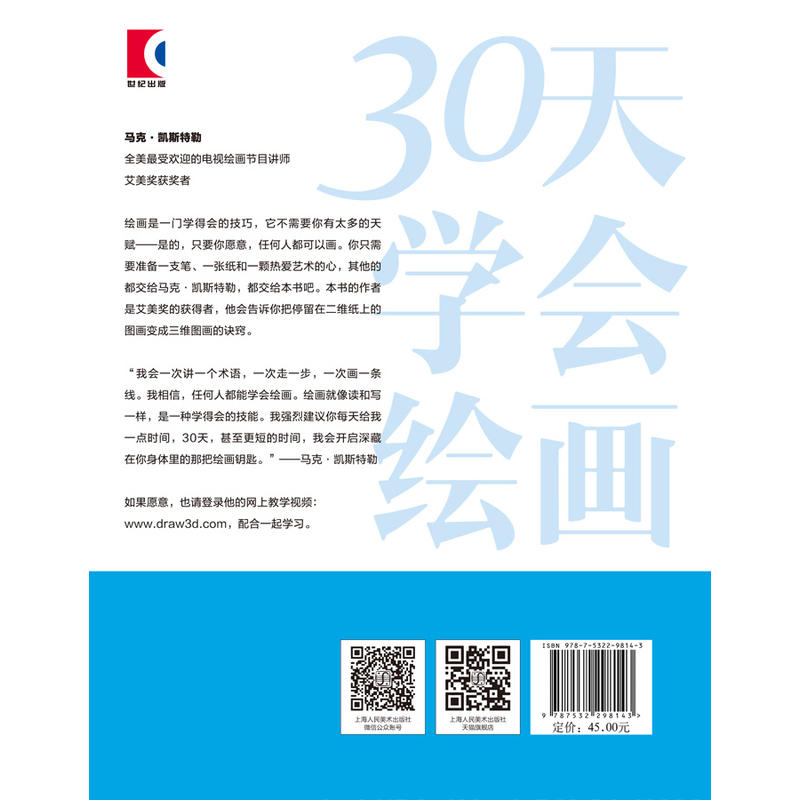 世纪出版
30天
学会
绘画
马克·凯斯特勒
全美最受欢迎的电视绘画节目讲师
艾美奖获奖者
绘画是一门学得会的技巧，它不需要你有太多的天
赋——是的，只要你愿意，任何人都可以画。你只需
要准备一支笔、一张纸和一颗热爱艺术的心，其他的
都交给马克·凯斯特勒，都交给本书吧。本书的作者
是艾美奖的获得者，他会告诉你把停留在二维纸上的
图画变成三维图画的诀窍。
“我会一次讲一个术语，一次走一步，一次画一条
线。我相信，任何人都能学会绘画。绘画就像读和写
一样，是一种学得会的技能。我强烈建议你每天给我
一点时间，30天，甚至更短的时间，我会开启深藏
在你身体里的那把绘画钥匙。”——马克·凯斯特勒
如果愿意，也请登录他的网上教学视频：
www.draw3d.com，配合一起学习。
上海人民美术出版社
微信公众账号
上海人民美术出版社
天猫旗舰店
ISBN 978-7-5322-9814-3
9 787532 298143 >
定价：45.00元